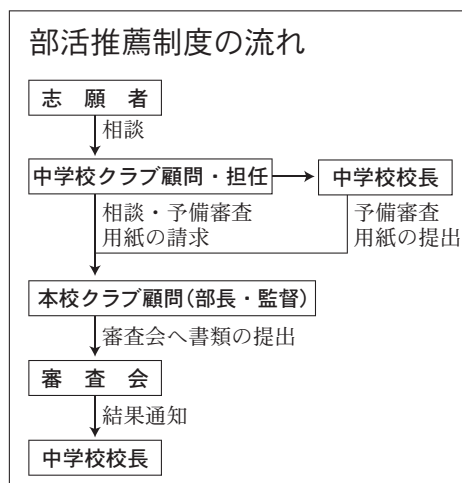 部活推薦制度の流れ
志願者
相談
中学校クラブ顧問・担任
中学校校長
相談・予備審査
用紙の請求
予備審査
用紙の提出
本校クラブ顧問(部長・監督)
審査会へ書類の提出
審査会
結果通知
中学校校長